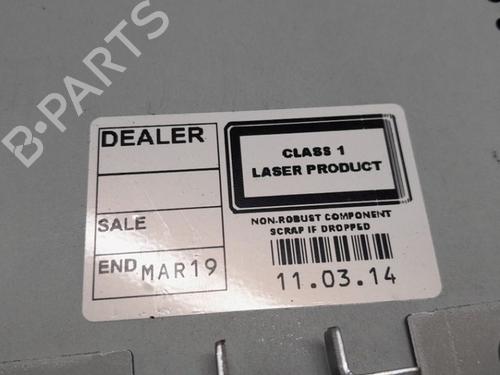 B-PARTS
DEALER
SALE
END MAR19
CLASS 1
LASER PRODUCT
NON-ROBUST COMPONENT
SCRAP IF DROPPED
11.03.14